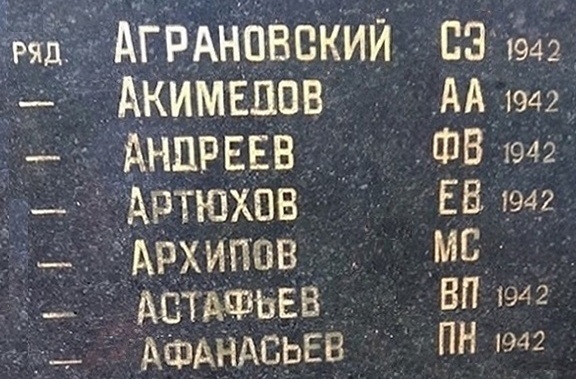 РЯД. АГРАНОВСКИЙ СЭ 1942
— АКИМЕДОВ АА 1942
— АНДРЕЕВ ФВ 1942
— АРТЮХОВ ЕВ 1942
— АРХИПОВ МС
— АСТАФЬЕВ ВП 1942
— АФАНАСЬЕВ ПН 1942